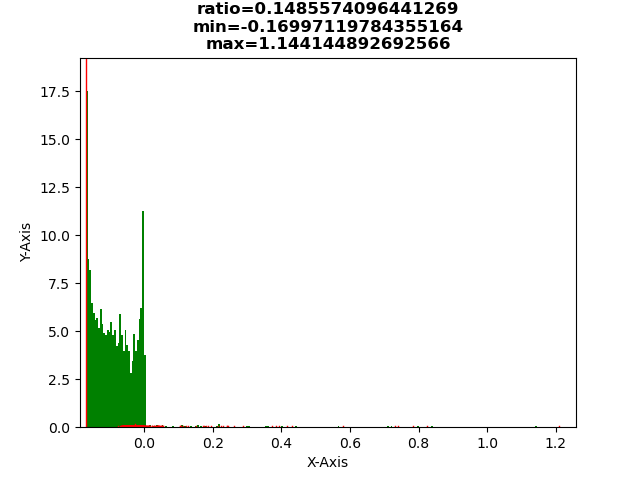 ratio=0.1485574096441269
min=-0.16997119784355164
max=1.144144892692566
17.5
15.0
12.5
10.0
7.5
5.0
2.5
0.0
Y-Axis
0.0 0.2 0.4 0.6 0.8 1.0 1.2
X-Axis